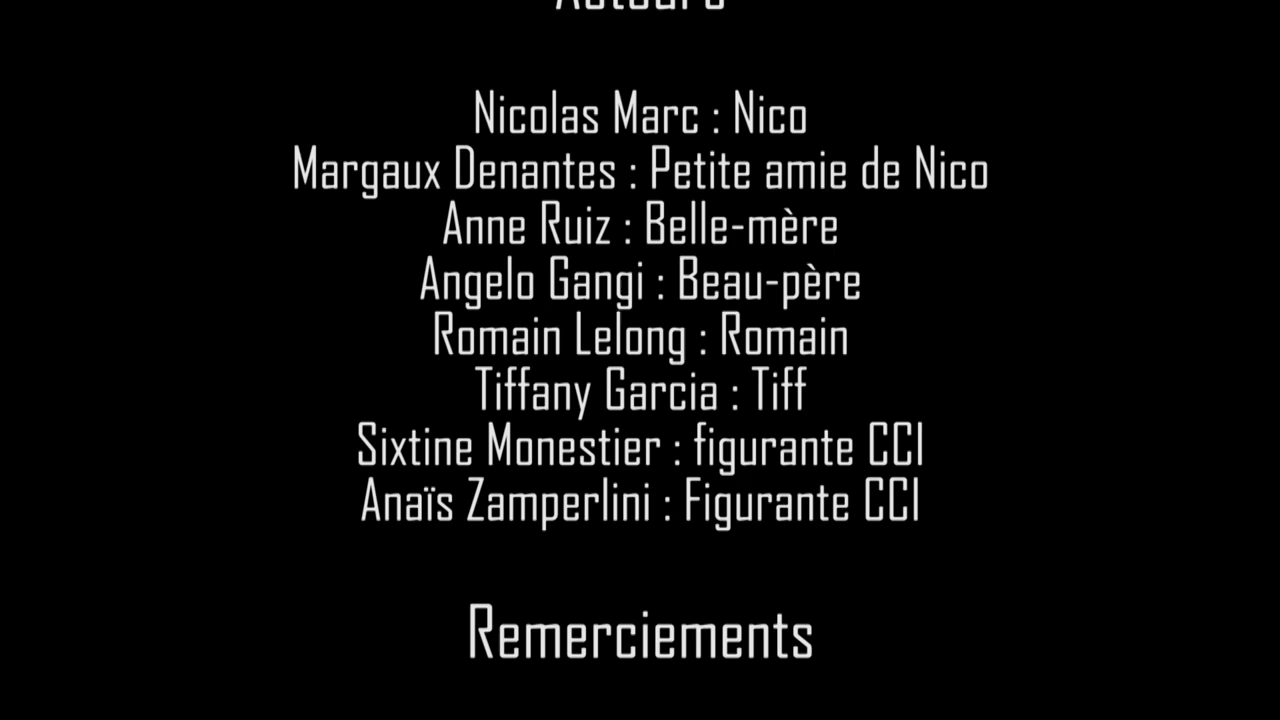 Acteurs
Nicolas Marc : Nico
Margaux Denantes : Petite amie de Nico
Anne Ruiz : Belle-mère
Angelo Gangi : Beau-père
Romain Lelong : Romain
Tiffany Garcia : Tiff
Sixtine Monestier : figurante CCI
Anaïs Zamperlini : Figurante CCI
Remerciements